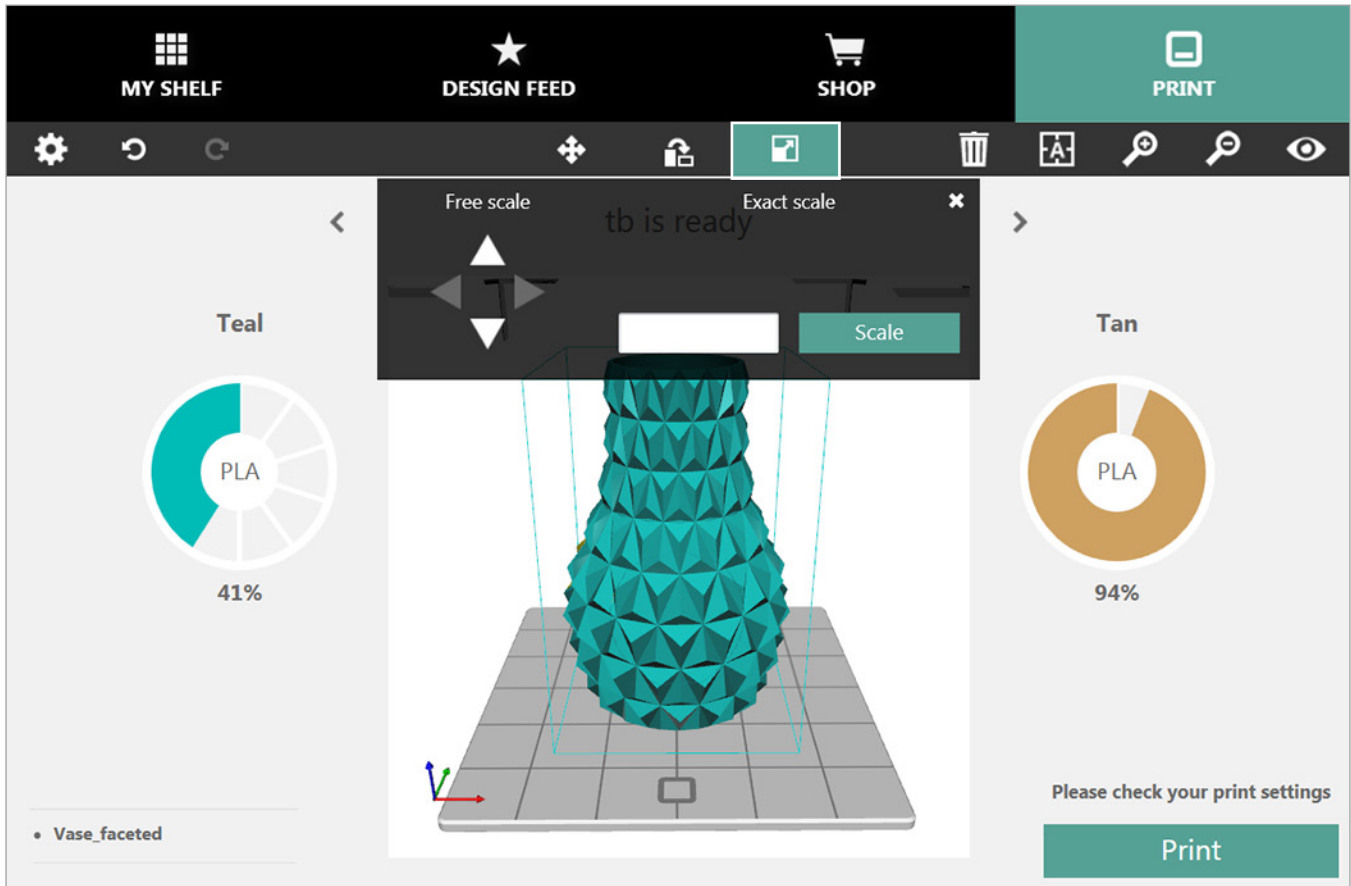 MY SHELF
DESIGN FEED
SHOP
PRINT
A
Free scale
Exact scale
tb is ready
Teal
Scale
Tan
PLA
PLA
41%
94%
Please check your print settings
• Vase_faceted
Print